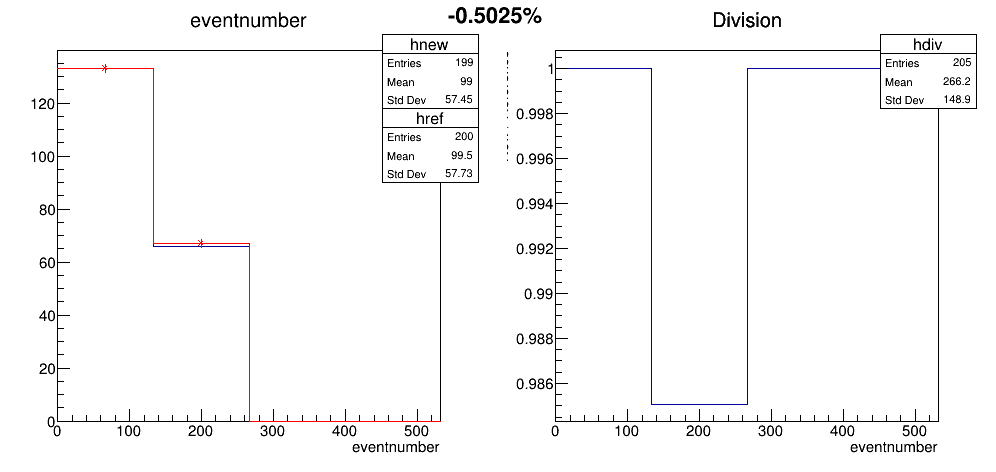 -0.5025%
eventnumber
hnew
Entries 199
Mean 99
Std Dev 57.45
href
Entries 200
Mean 99.5
Std Dev 57.73
120
100
80
60
40
20
0
0 100 200 300 400 500
eventnumber
Division
hdiv
Entries 205
Mean 266.2
Std Dev 148.9
1
0.998
0.996
0.994
0.992
0.99
0.988
0.986
0 100 200 300 400 500
eventnumber